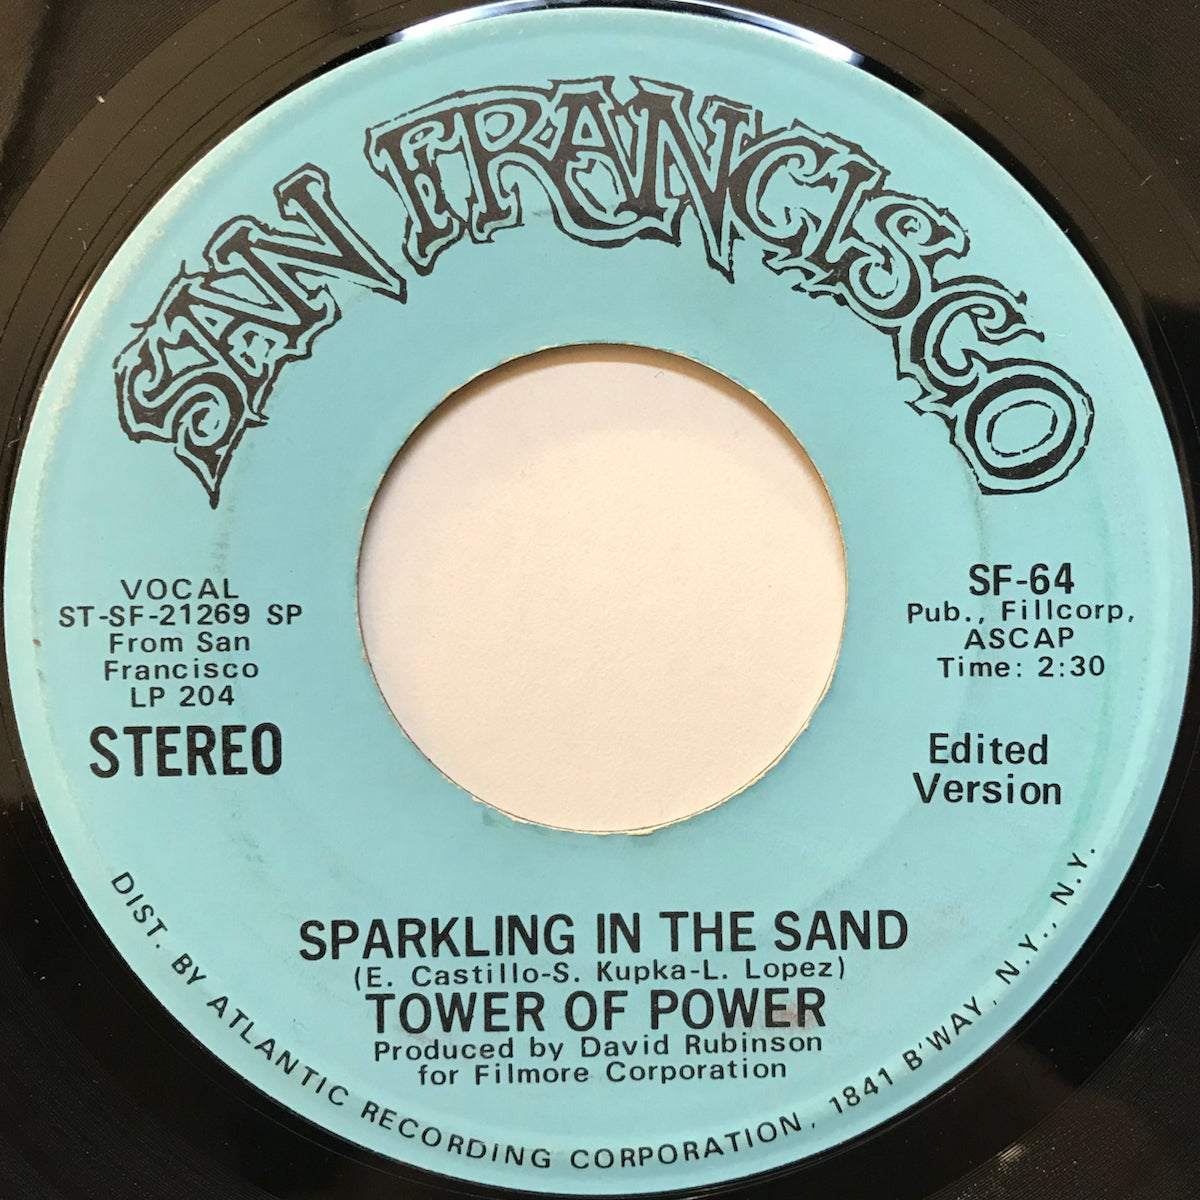 SAN FRANCISCO
VOCAL
ST-SF-21269 SP
From San
Francisco
LP 204
STEREO
SF-64
Pub., Fillcorp,
ASCAP
Time: 2:30
Edited
Version
SPARKLING IN THE SAND
(E. Castillo-S. Kupka-L. Lopez)
TOWER OF POWER
Produced by David Rubinson
for Filmore Corporation
DIST. BY ATLANTIC RECORDING CORPORATION, 1841 B'WAY, N.Y., N.Y.